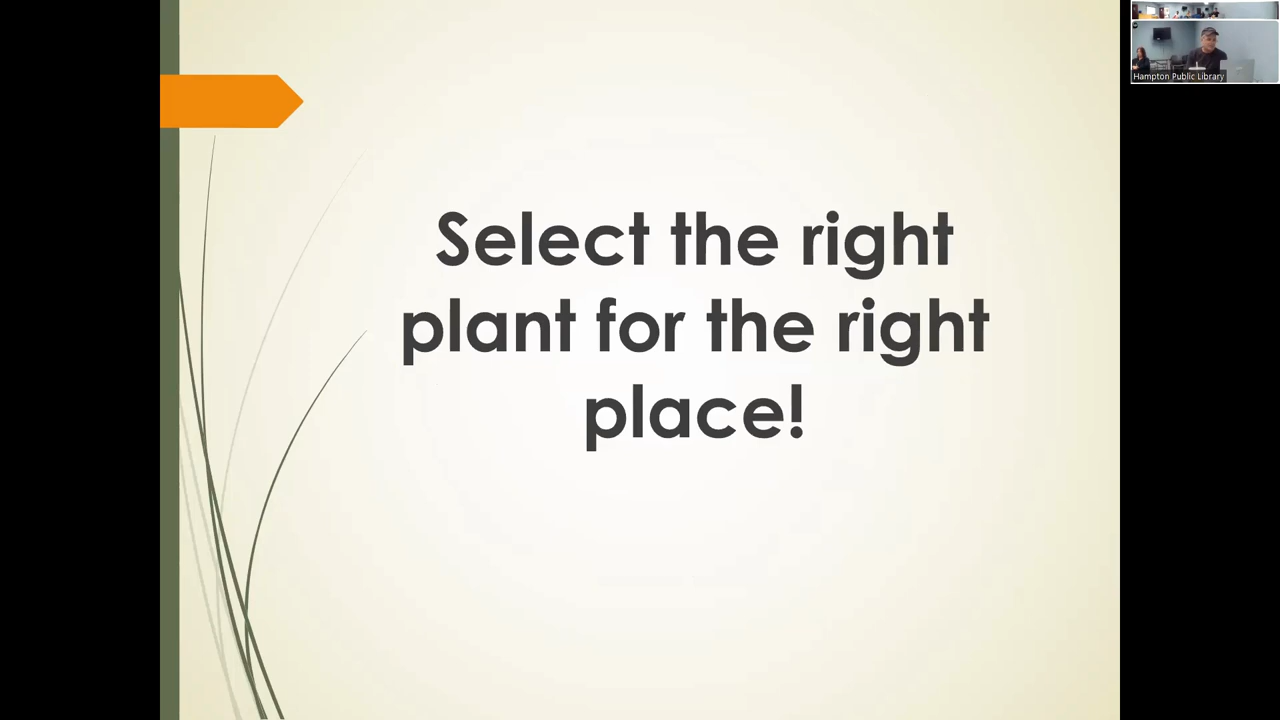 Select the right
plant for the right
place!
Hampton Public Library